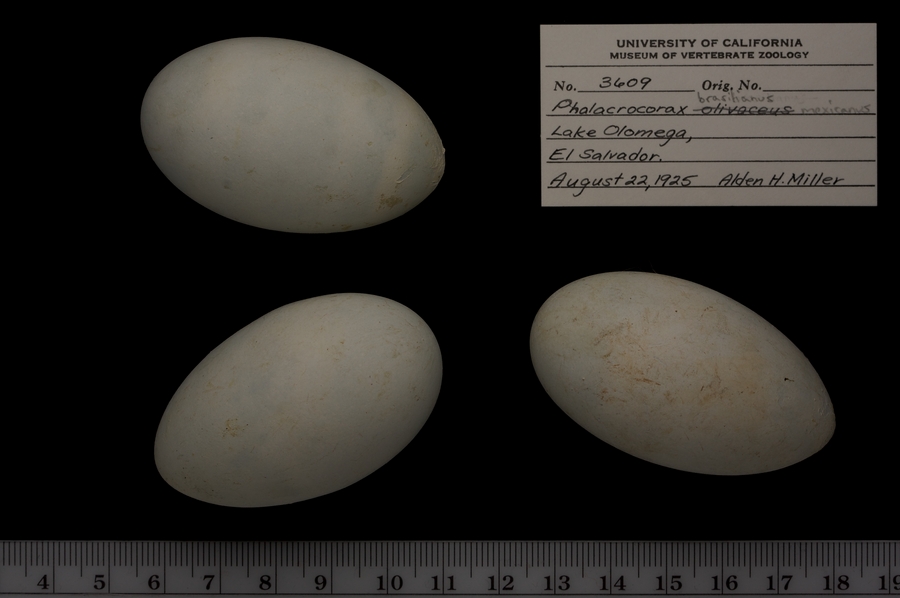 UNIVERSITY OF CALIFORNIA
MUSEUM OF VERTEBRATE ZOOLOGY
No. 3609 Orig. No.
brasilianus
Phalacrocorax olivaceus mexicanus
Lake Olomega,
El Salvador.
August 22, 1925 Alden H. Miller
4 5 6 7 8 9 10 11 12 13 14 15 16 17 18 19